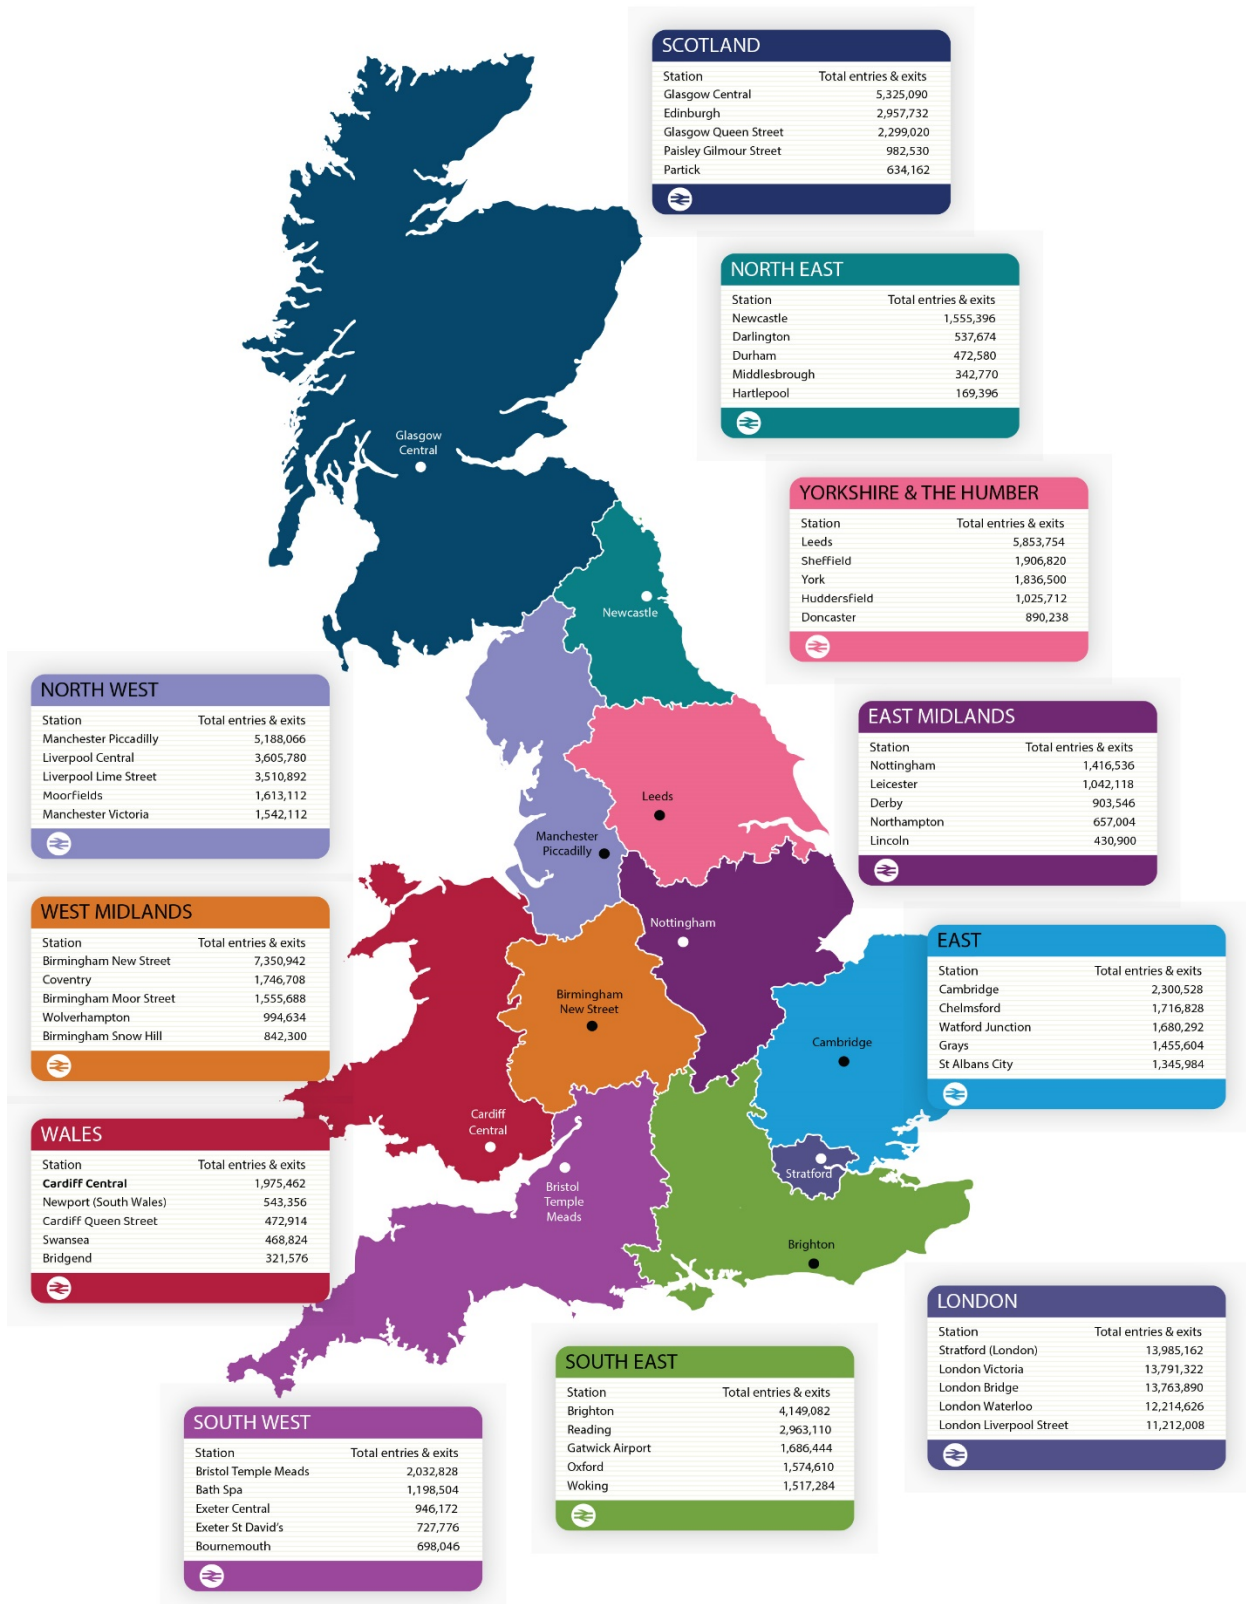 SCOTLAND
Station Total entries & exits
Glasgow Central 5,325,090
Edinburgh 2,957,732
Glasgow Queen Street 2,299,020
Paisley Gilmour Street 982,530
Partick 634,162
NORTH EAST
Station Total entries & exits
Newcastle 1,555,396
Darlington 537,674
Durham 472,580
Middlesbrough 342,770
Hartlepool 169,396
Glasgow
Central
YORKSHIRE & THE HUMBER
Station Total entries & exits
Leeds 5,853,754
Sheffield 1,906,820
York 1,836,500
Huddersfield 1,025,712
Doncaster 890,238
Newcastle
NORTH WEST
Station Total entries & exits
Manchester Piccadilly 5,188,066
Liverpool Central 3,605,780
Liverpool Lime Street 3,510,892
Moorfields 1,613,112
Manchester Victoria 1,542,112
EAST MIDLANDS
Station Total entries & exits
Nottingham 1,416,536
Leicester 1,042,118
Derby 903,546
Northampton 657,004
Lincoln 430,900
Leeds
Manchester
Piccadilly
WEST MIDLANDS
Station Total entries & exits
Birmingham New Street 7,350,942
Coventry 1,746,708
Birmingham Moor Street 1,555,688
Wolverhampton 994,634
Birmingham Snow Hill 842,300
Nottingham
EAST
Station Total entries & exits
Cambridge 2,300,528
Chelmsford 1,716,828
Watford Junction 1,680,292
Grays 1,455,604
St Albans City 1,345,984
Birmingham
New Street
Cambridge
WALES
Station Total entries & exits
Cardiff Central 1,975,462
Newport (South Wales) 543,356
Cardiff Queen Street 472,914
Swansea 468,824
Bridgend 321,576
Cardiff
Central
Stratford
Bristol
Temple
Meads
Brighton
LONDON
Station Total entries & exits
Stratford (London) 13,985,162
London Victoria 13,791,322
London Bridge 13,763,890
London Waterloo 12,214,626
London Liverpool Street 11,212,008
SOUTH EAST
Station Total entries & exits
Brighton 4,149,082
Reading 2,963,110
Gatwick Airport 1,686,444
Oxford 1,574,610
Woking 1,517,284
SOUTH WEST
Station Total entries & exits
Bristol Temple Meads 2,032,828
Bath Spa 1,198,504
Exeter Central 946,172
Exeter St David's 727,776
Bournemouth 698,046